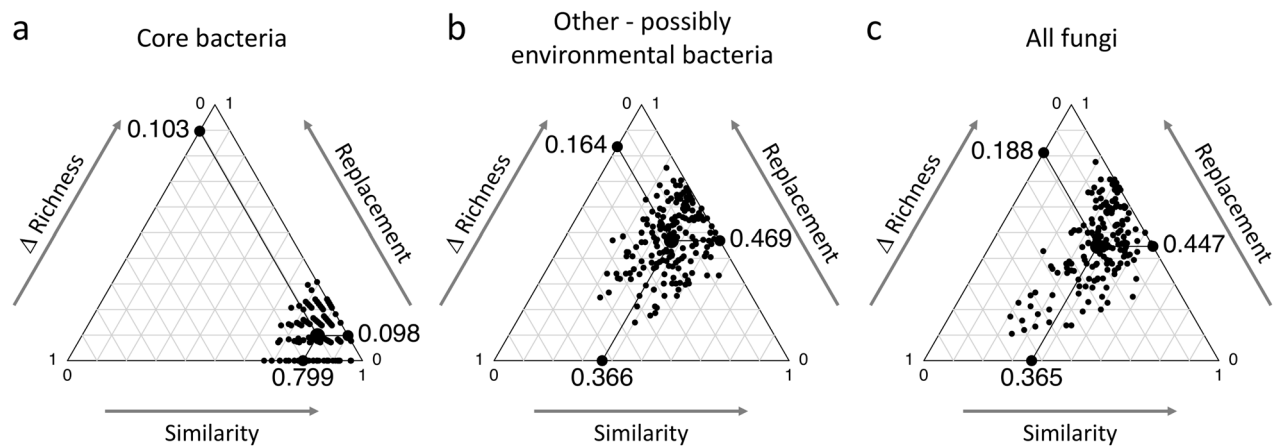 a
Core bacteria
0 1
0.103
Δ Richness
Replacement
0.098
1
0
0.799
0
1
Similarity
b
Other - possibly
environmental bacteria
0 1
0.164
Δ Richness
Replacement
0.469
1
0
0
0.366
1
Similarity
c
All fungi
0 1
0.188
Δ Richness
Replacement
0.447
1
0
0
0.365
1
Similarity